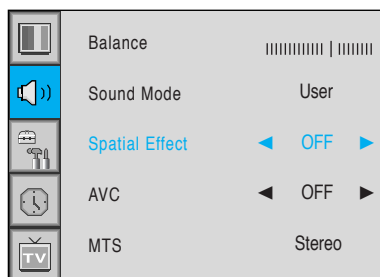 Balance
Sound Mode User
Spatial Effect ◄ OFF ►
AVC ◄ OFF ►
MTS Stereo
TV